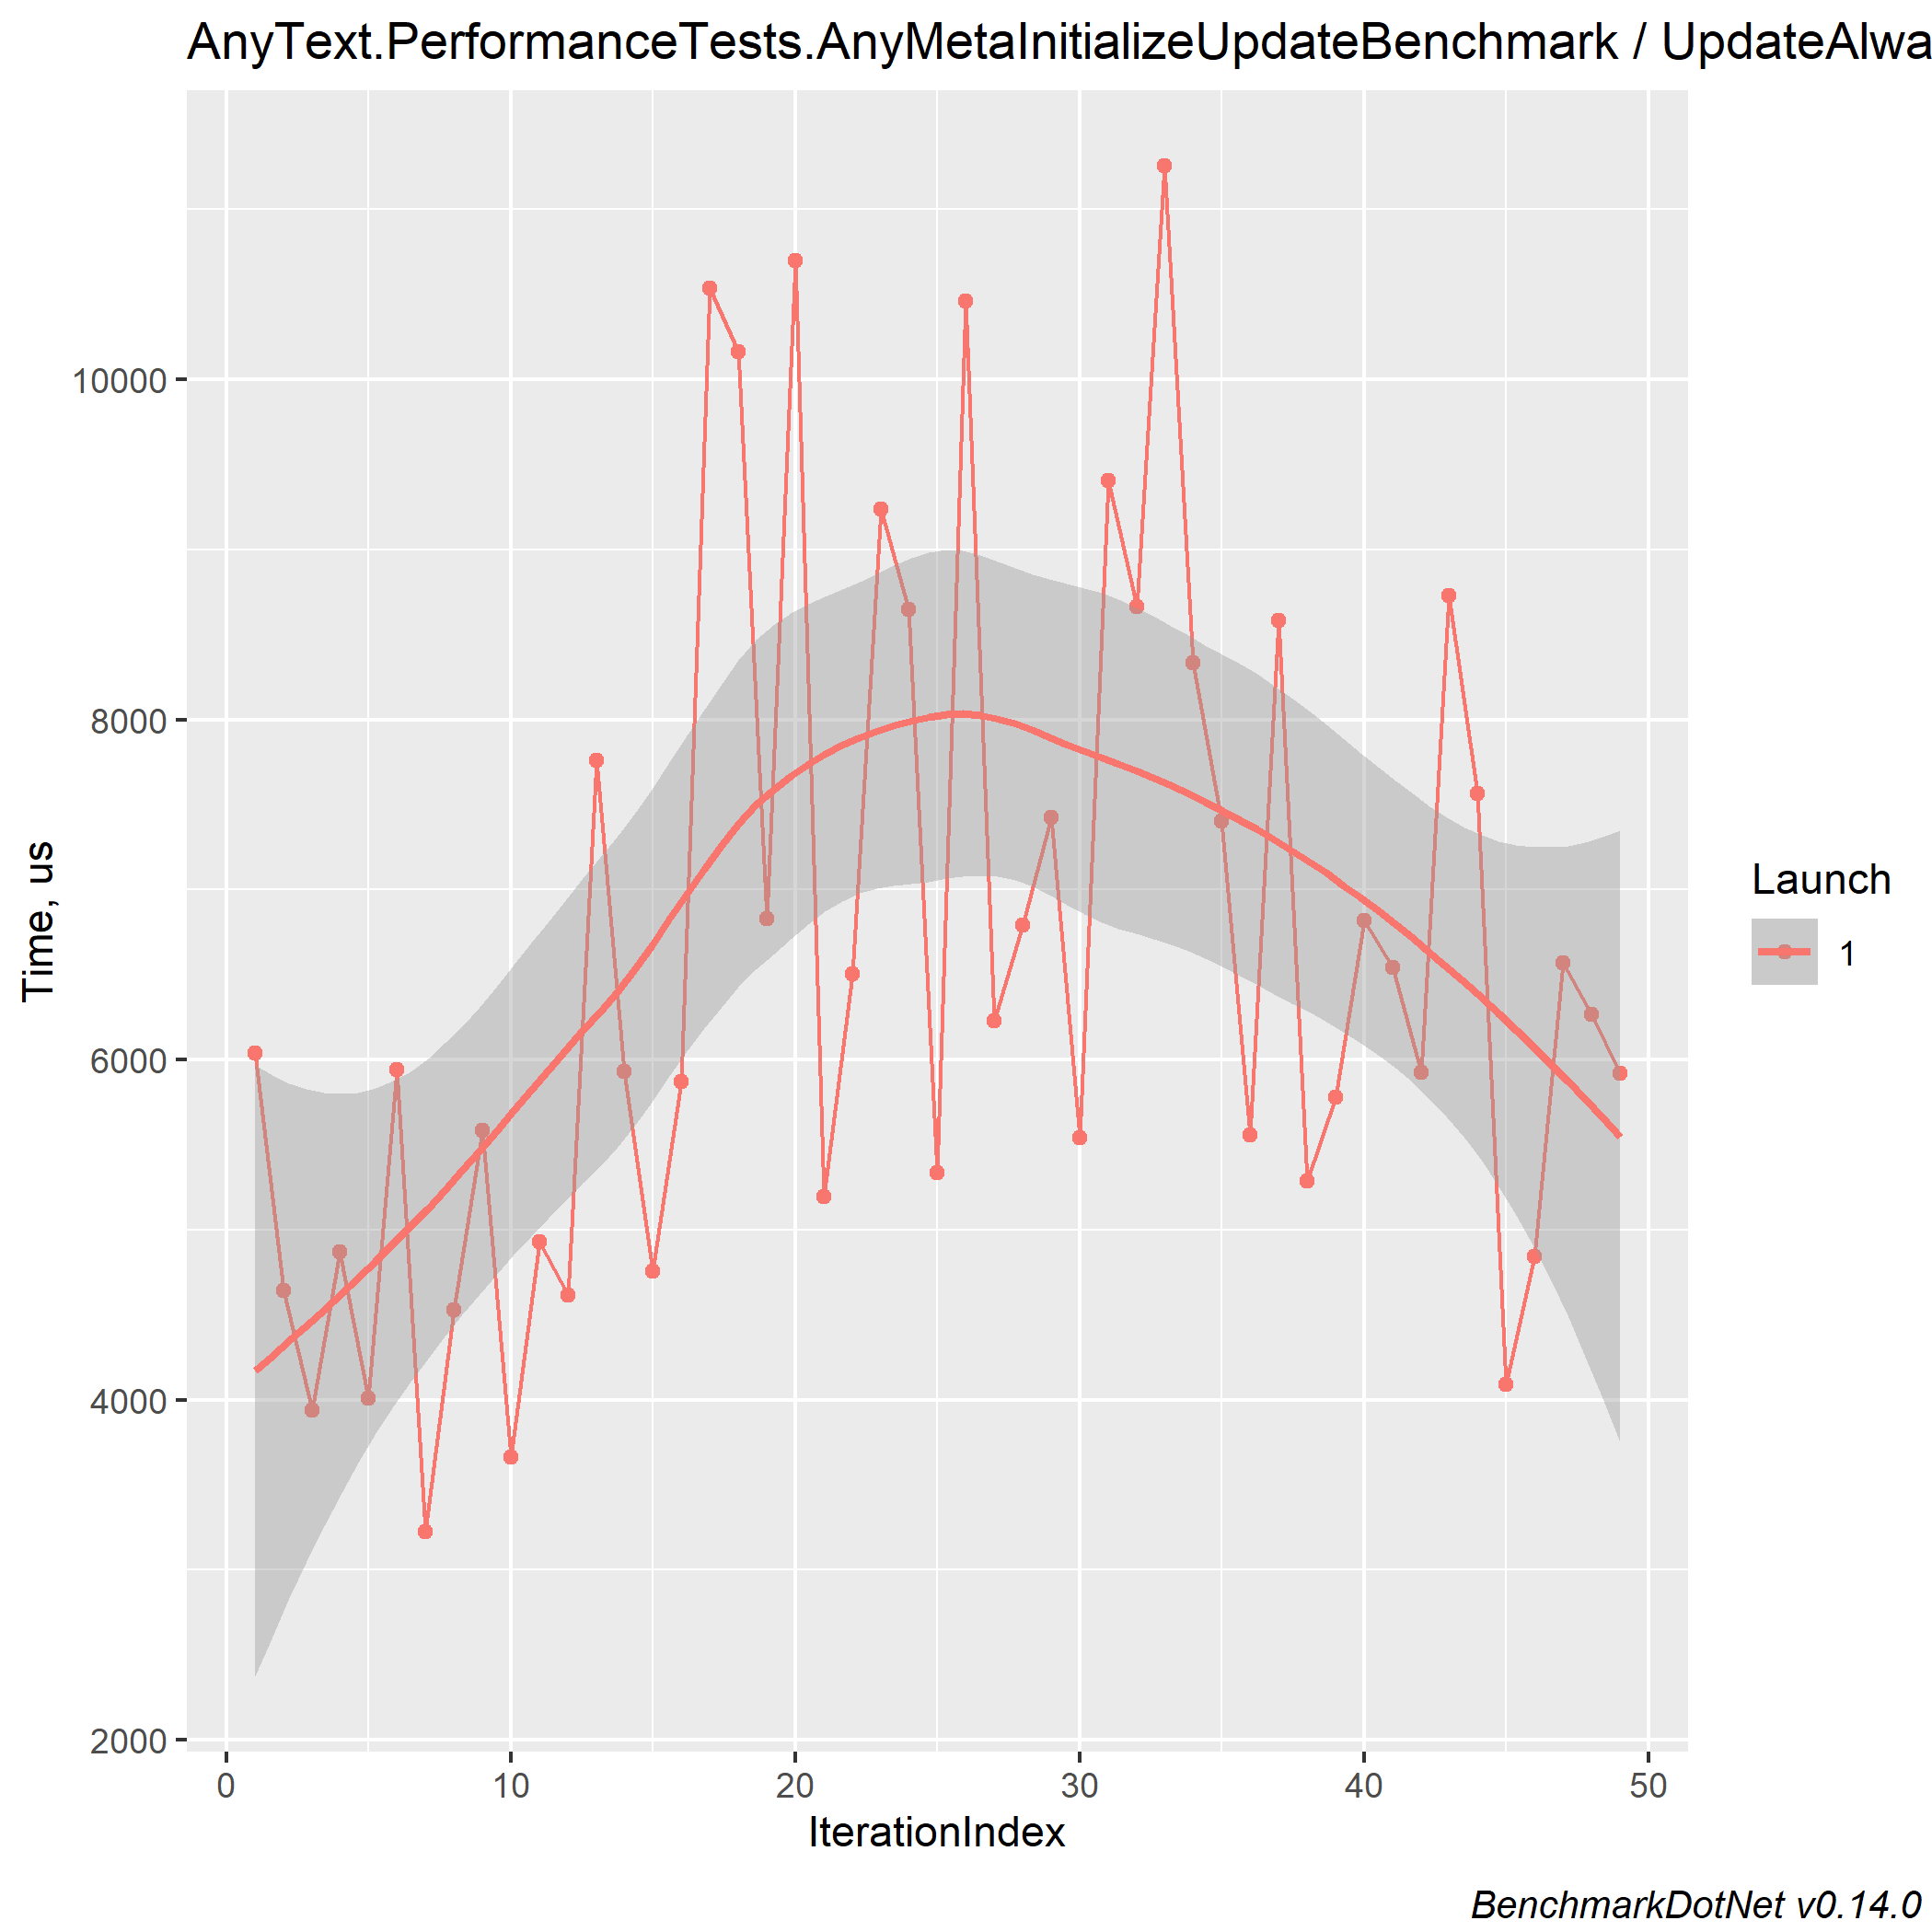 AnyText.PerformanceTests.AnyMetaInitializeUpdateBenchmark / UpdateAlwa
Time, us
10000
8000
6000
4000
2000
0 10 20 30 40 50
IterationIndex
Launch
1
BenchmarkDotNet v0.14.0